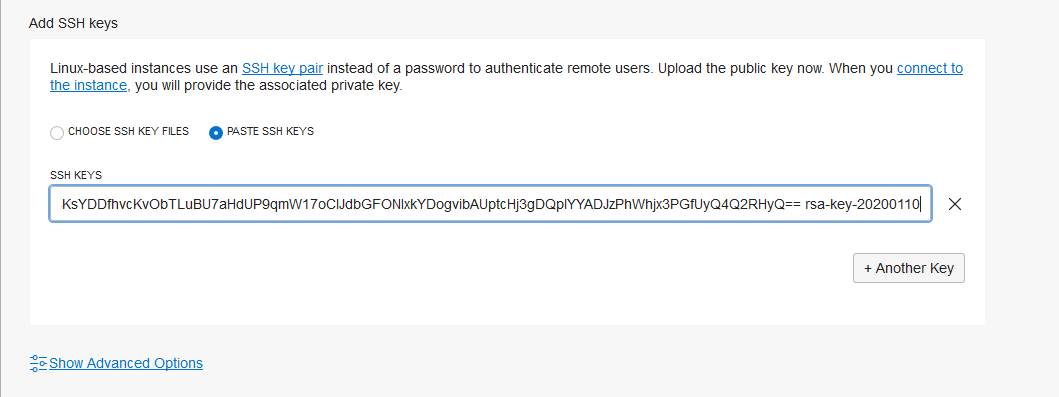 Add SSH keys
Linux-based instances use an SSH key pair instead of a password to authenticate remote users. Upload the public key now. When you connect to
the instance, you will provide the associated private key.
CHOOSE SSH KEY FILES
PASTE SSH KEYS
SSH KEYS
KsYDDfhvcKvObTLuBU7aHdUP9qmW17oClJdbGFONlxkYDogvibAUptcHj3gDQplYYADJzPhWhjx3PGfUyQ4Q2RHyQ== rsa-key-20200110
+ Another Key
Show Advanced Options